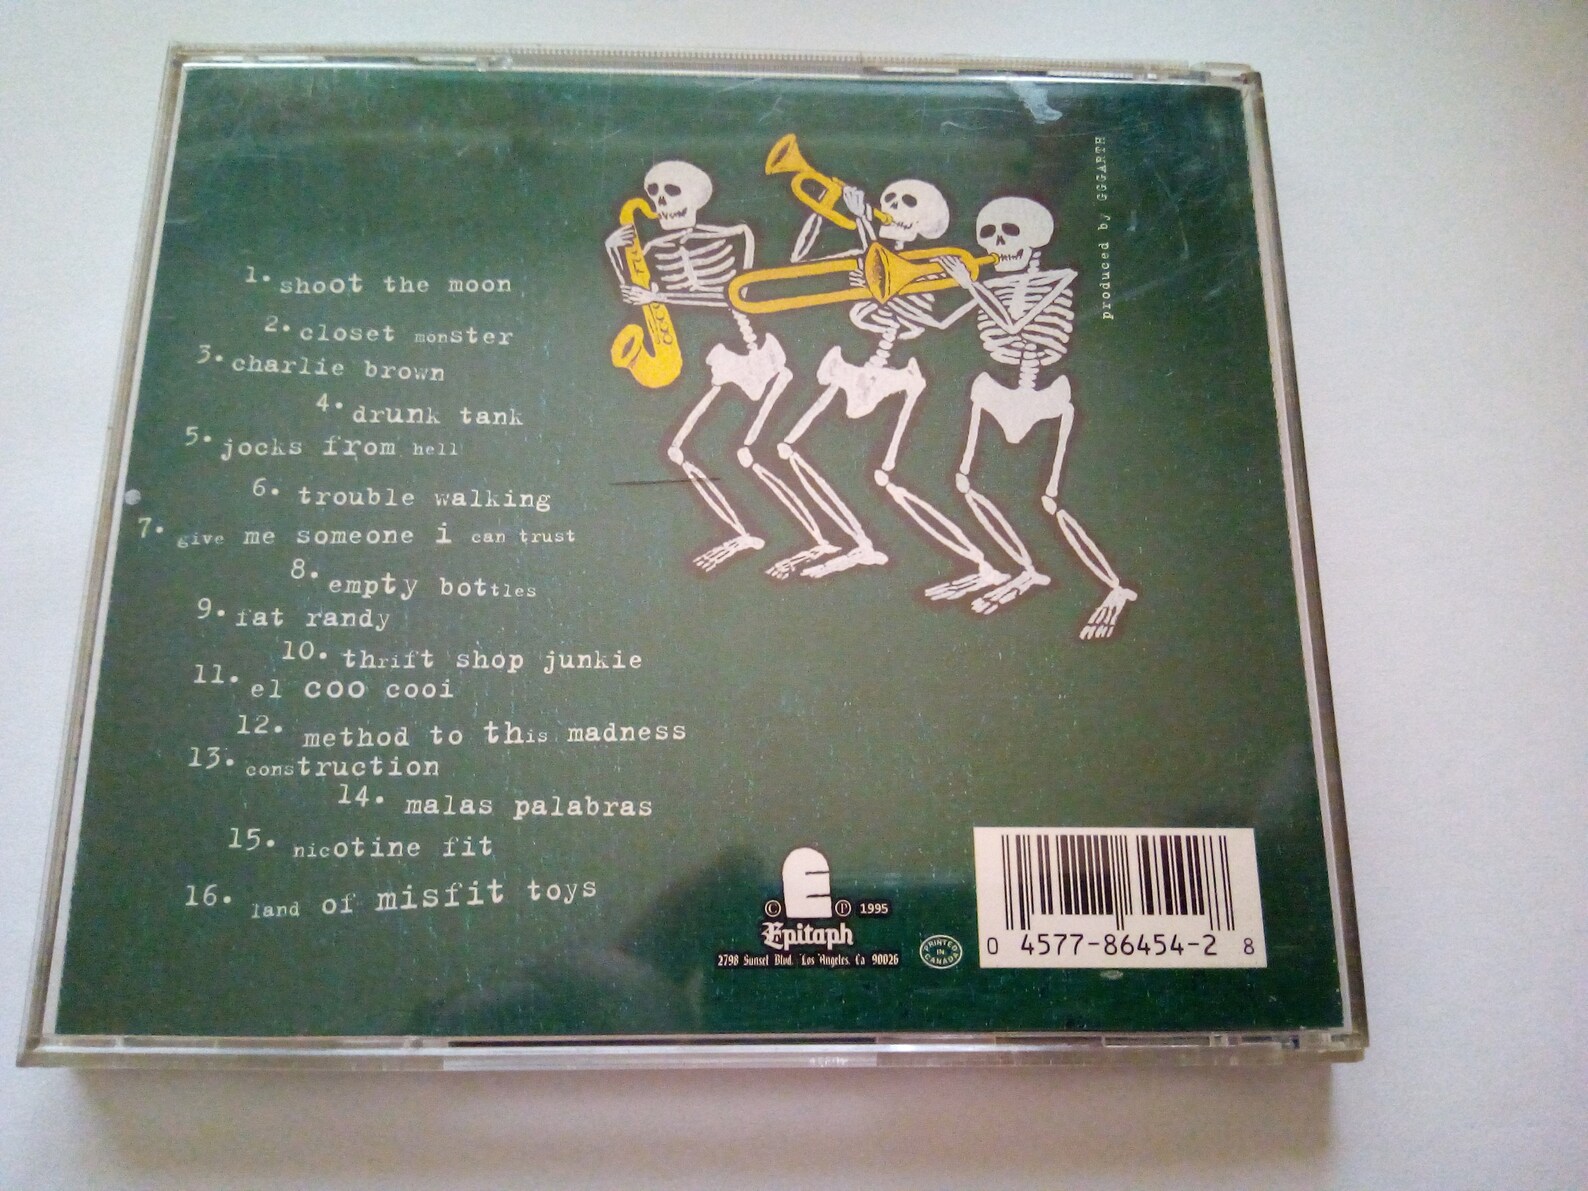 1. shoot the moon
2. closet monster
3. charlie brown
4. drunk tank
5. jocks from hell
6. trouble walking
7. give me someone i can trust
8. empty bottles
9. fat randy
10. thrift shop junkie
11. el coo cooi
12. method to this madness
13. construction
14. malas palabras
15. nicotine fit
16. land of misfit toys
produced by GGGARTH
E
© ℗ 1995
Epitaph
2798 Sunset Blvd. Los Angeles, Ca 90026
PRINTED IN CANADA
0 4577-86454-2 8